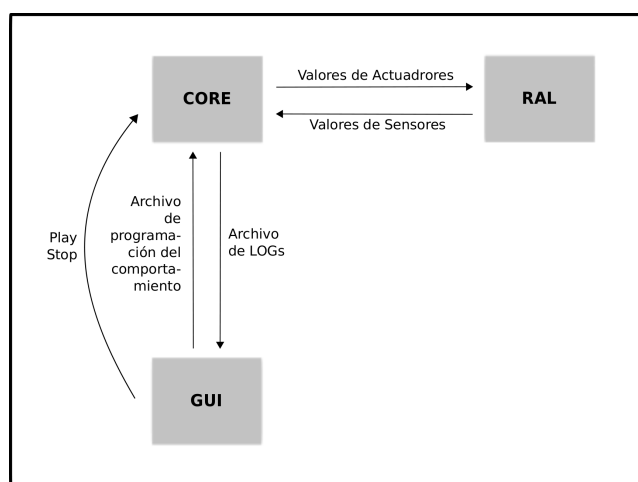 CORE
Valores de Actuadrores
RAL
Valores de Sensores
Play
Stop
Archivo
de
programa-
ción del
comporta-
miento
Archivo
de LOGs
GUI